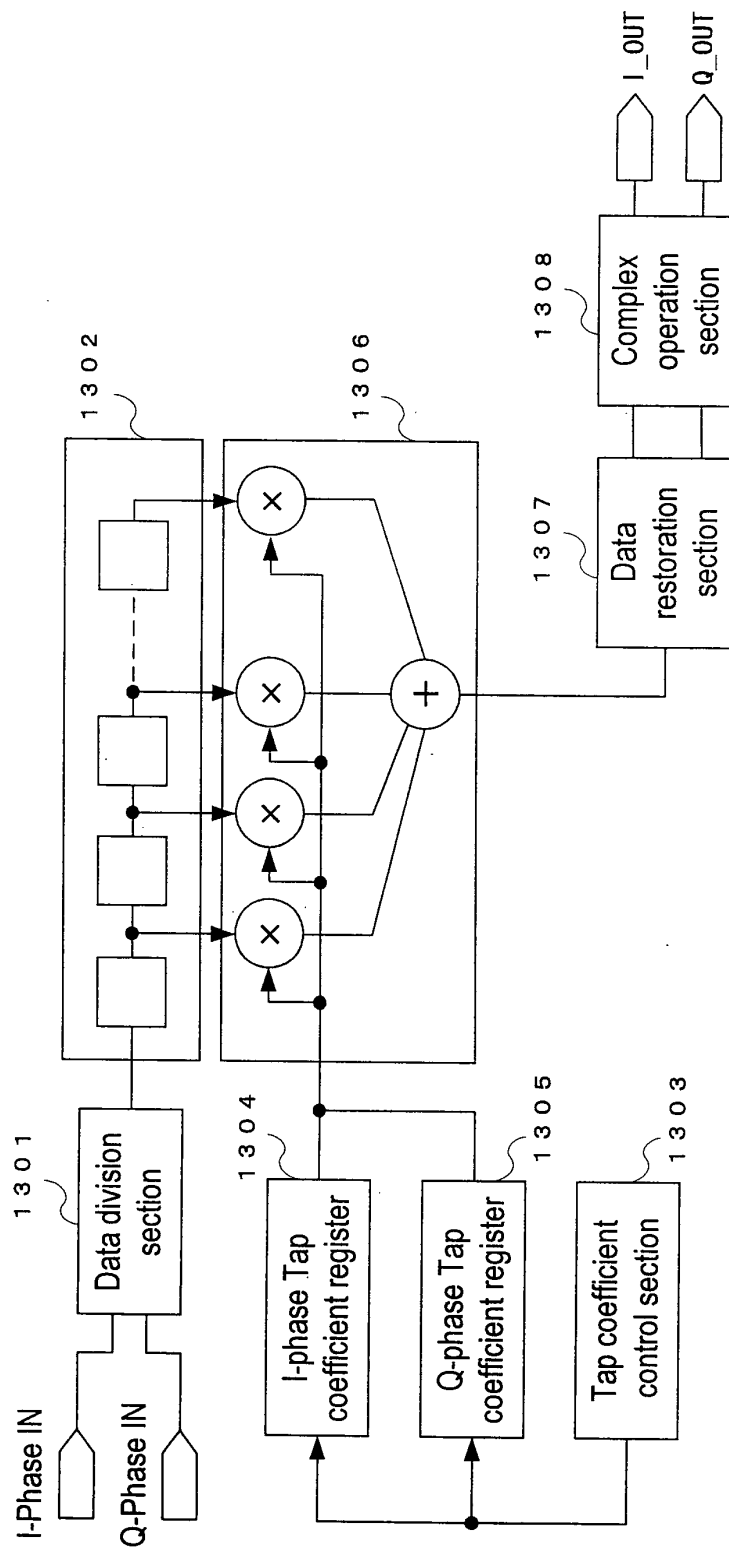 I-Phase IN
Q-Phase IN
1301
Data division
section
1302
1304
I-phase Tap
coefficient register
1305
Q-phase Tap
coefficient register
1303
Tap coefficient
control section
1306
×
×
×
×
+
1307
Data
restoration
section
1308
Complex
operation
section
I_OUT
Q_OUT